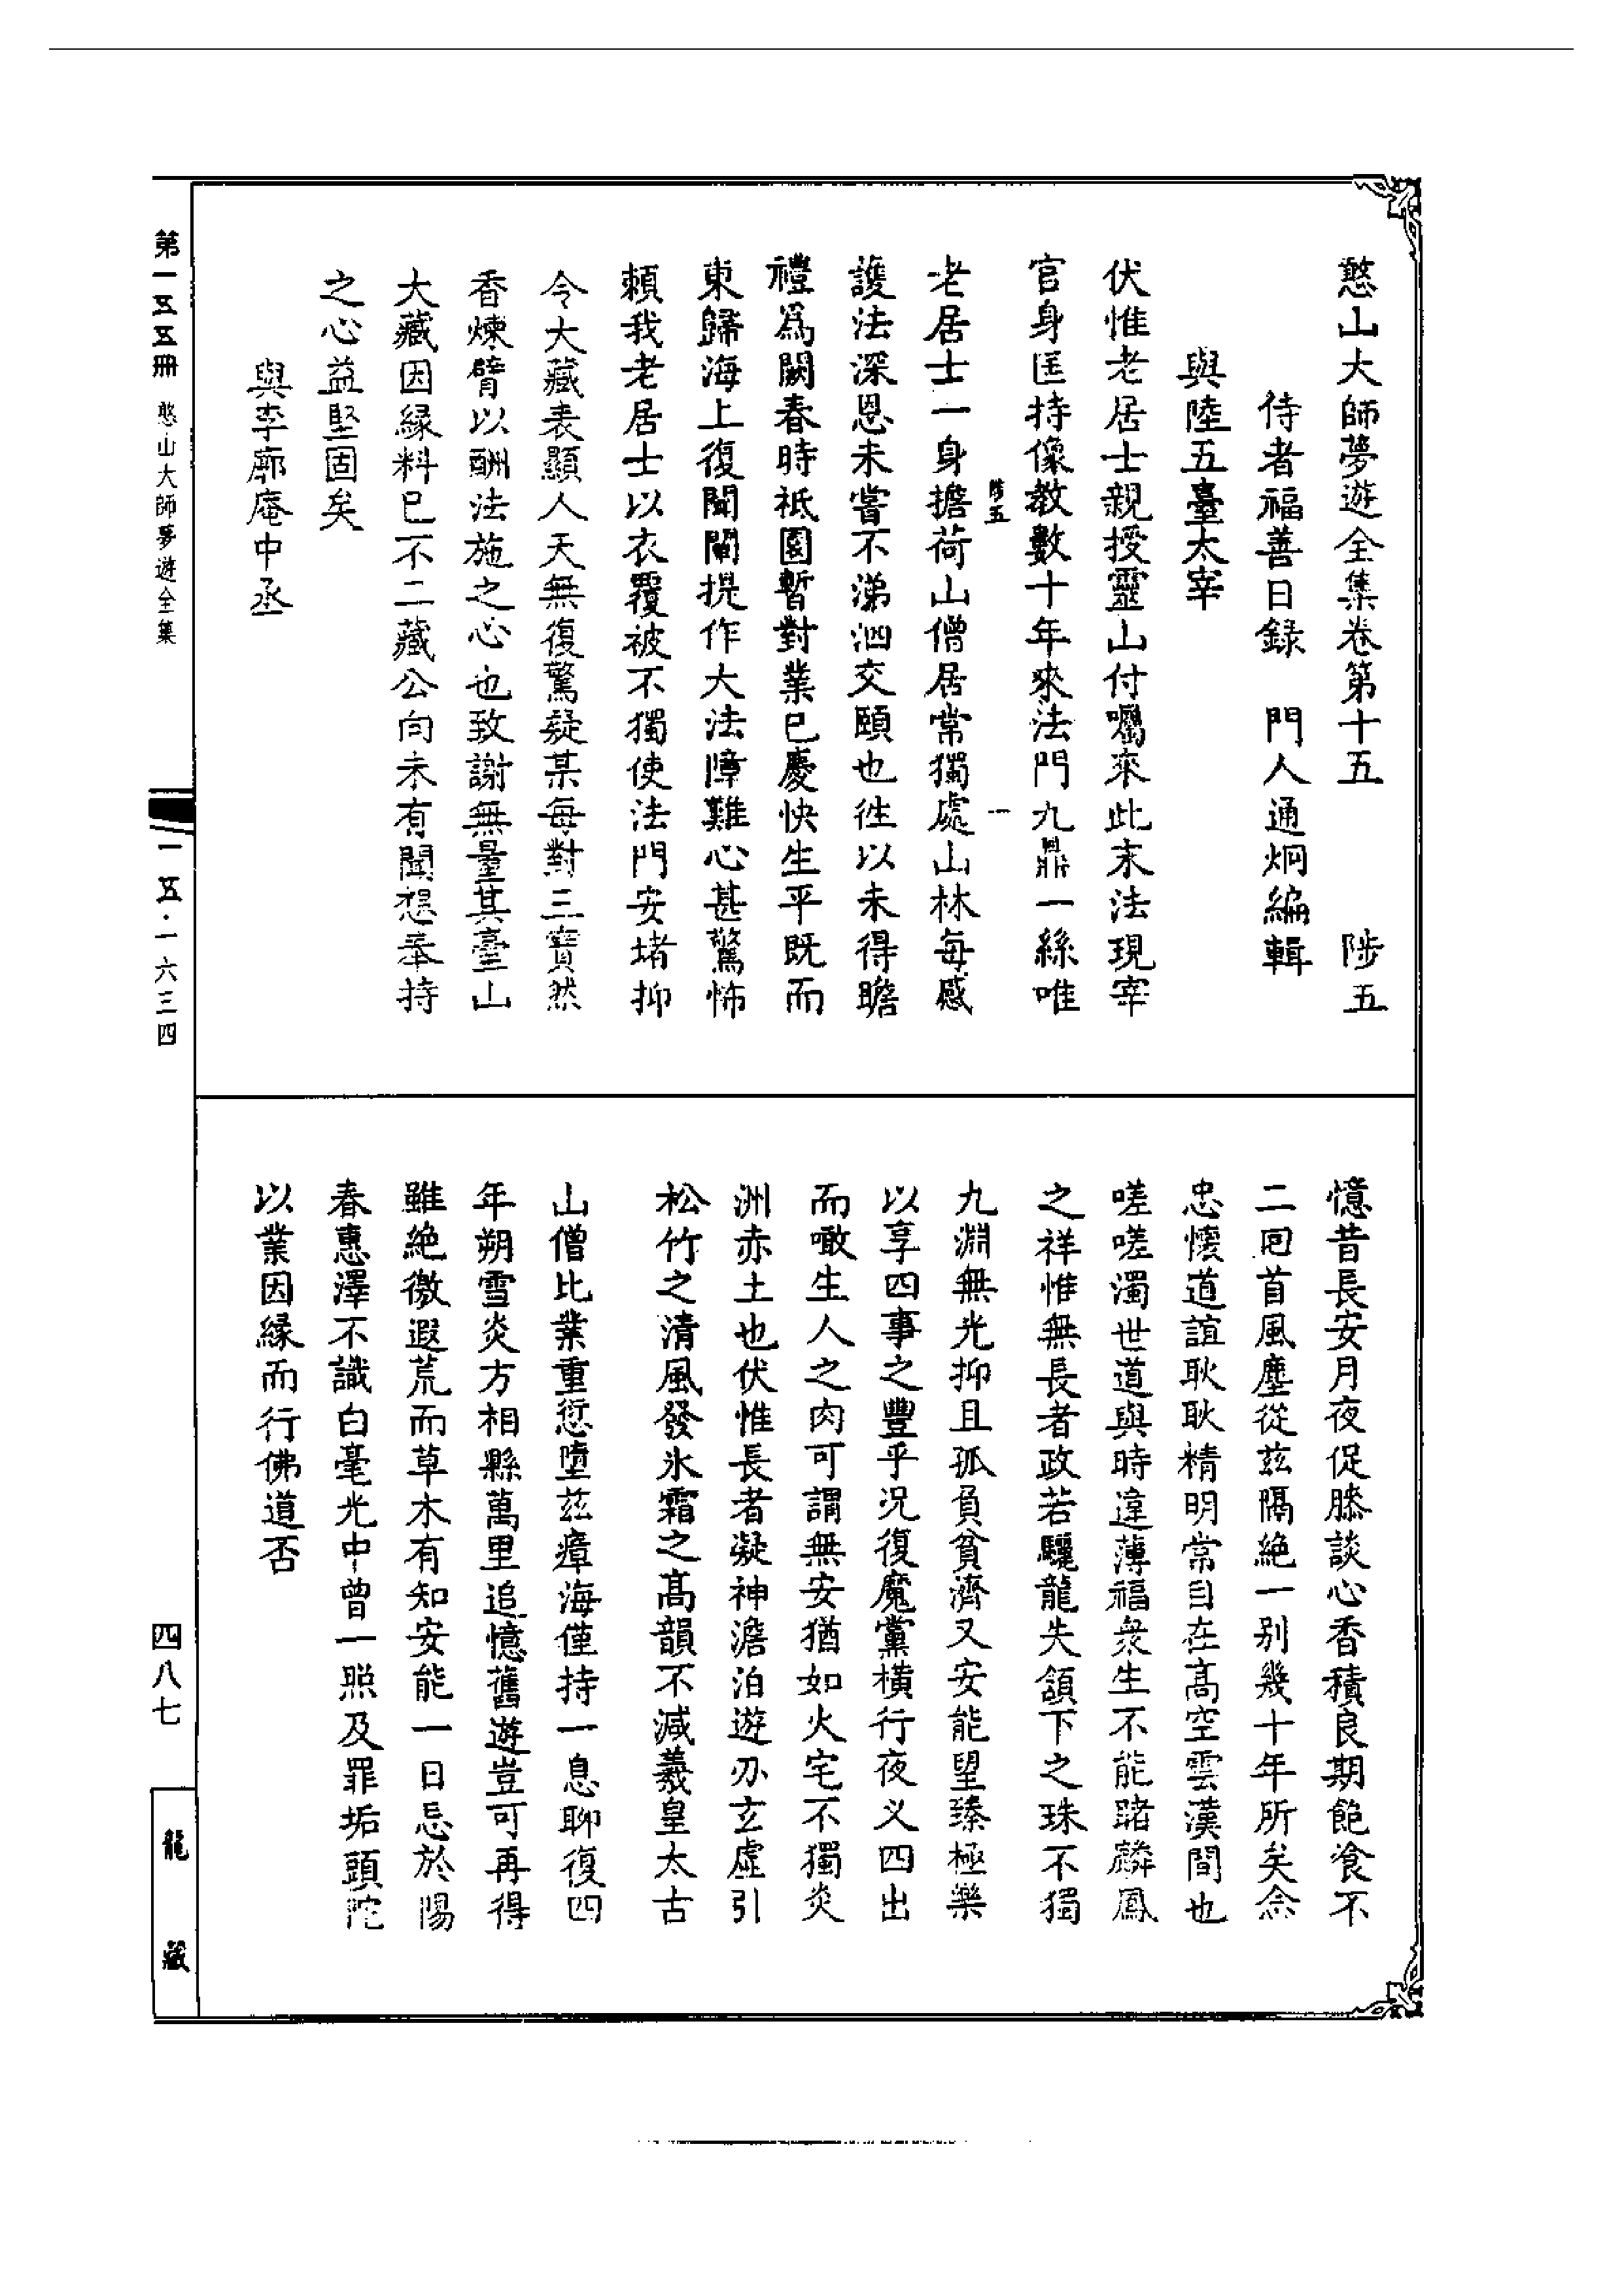 憨山大師夢遊全集卷第十五　　陟五
侍者福善日録　門人通炯編輯
與陸五臺太宰
伏惟老居士親授靈山付囑來此末法現宰
官身匡持像教數十年來法門九鼎一絲唯
陟五　一
老居士一身擔荷山僧居常獨處山林每感
護法深恩未嘗不涕泗交頤也徃以未得瞻
禮爲闕春時祇園暫對業已慶快生平既而
東歸海上復聞闡提作大法障難心甚驚怖
頼我老居士以衣覆被不獨使法門安堵抑
令大藏表顯人天無復驚疑某每對三寶然
香煉臂以酬法施之心也致謝無量其臺山
大藏因緣料已不二藏公向未有聞想奉持
之心益堅固矣
與李廓庵中丞
憶昔長安月夜促膝談心香積良期飽飡不
二回首風塵從茲隔絶一别幾十年所矣念
忠懷道誼耿耿精明常自在高空雲漢間也
嗟嗟濁世道與時違薄福衆生不能睹麟鳳
之祥惟無長者政若驪龍失頷下之珠不獨
九淵無光抑且孤負貧濟又安能望臻極樂
以享四事之豐乎况復魔黨橫行夜义四出
而噉生人之肉可謂無安猶如火宅不獨炎
洲赤土也伏惟長者凝神澹泊遊刃玄虚引
松竹之清風發氷霜之高韻不减羲皇太古
山僧比業重愆墮茲瘴海僅持一息聊復四
年朔雪炎方相縣萬里追憶舊遊豈可再得
雖絶徼遐荒而草木有知安能一日忘於陽
春惠澤不識白毫光中曾一照及罪垢頭陀
以業因緣而行佛道否
第一五五冊　憨山大師夢遊全集
一五·一六三四
四八七
龍藏